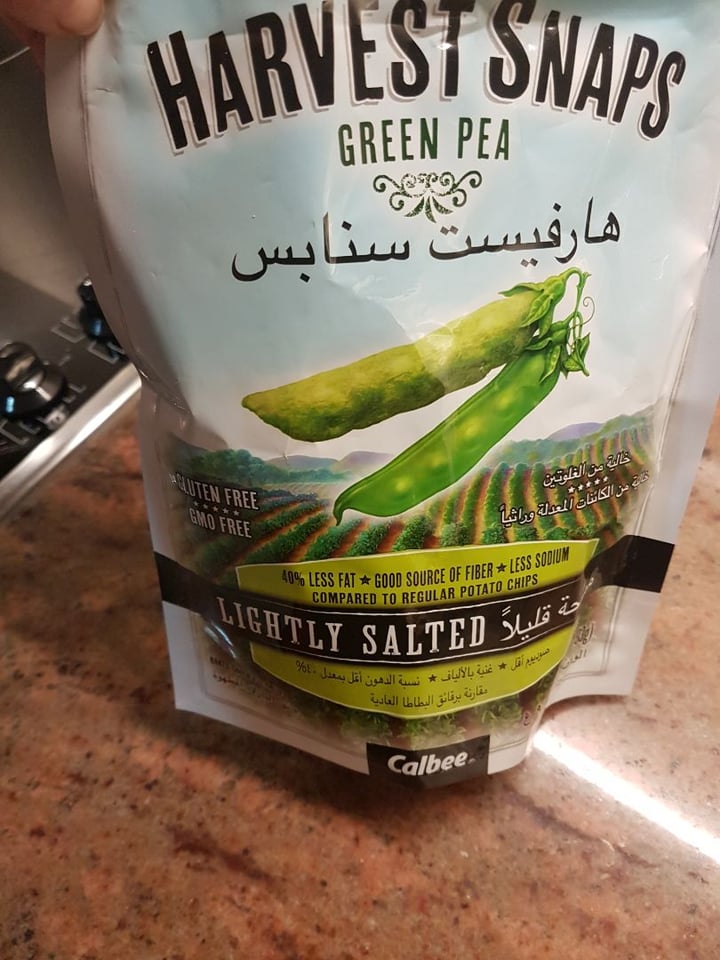 HARVEST SNAPS
GREEN PEA
هارفيست سنابس
GLUTEN FREE
GMO FREE
خالية من الغلوتين
من الكائنات المعدلة وراثياً
40% LESS FAT ★ GOOD SOURCE OF FIBER ★ LESS SODIUM
COMPARED TO REGULAR POTATO CHIPS
LIGHTLY SALTED قليلاً
صوديوم أقل ★ غنية بالألياف ★ نسبة الدهون أقل بمعدل ٤٠%
مقارنة برقائق البطاطا العادية
Calbee